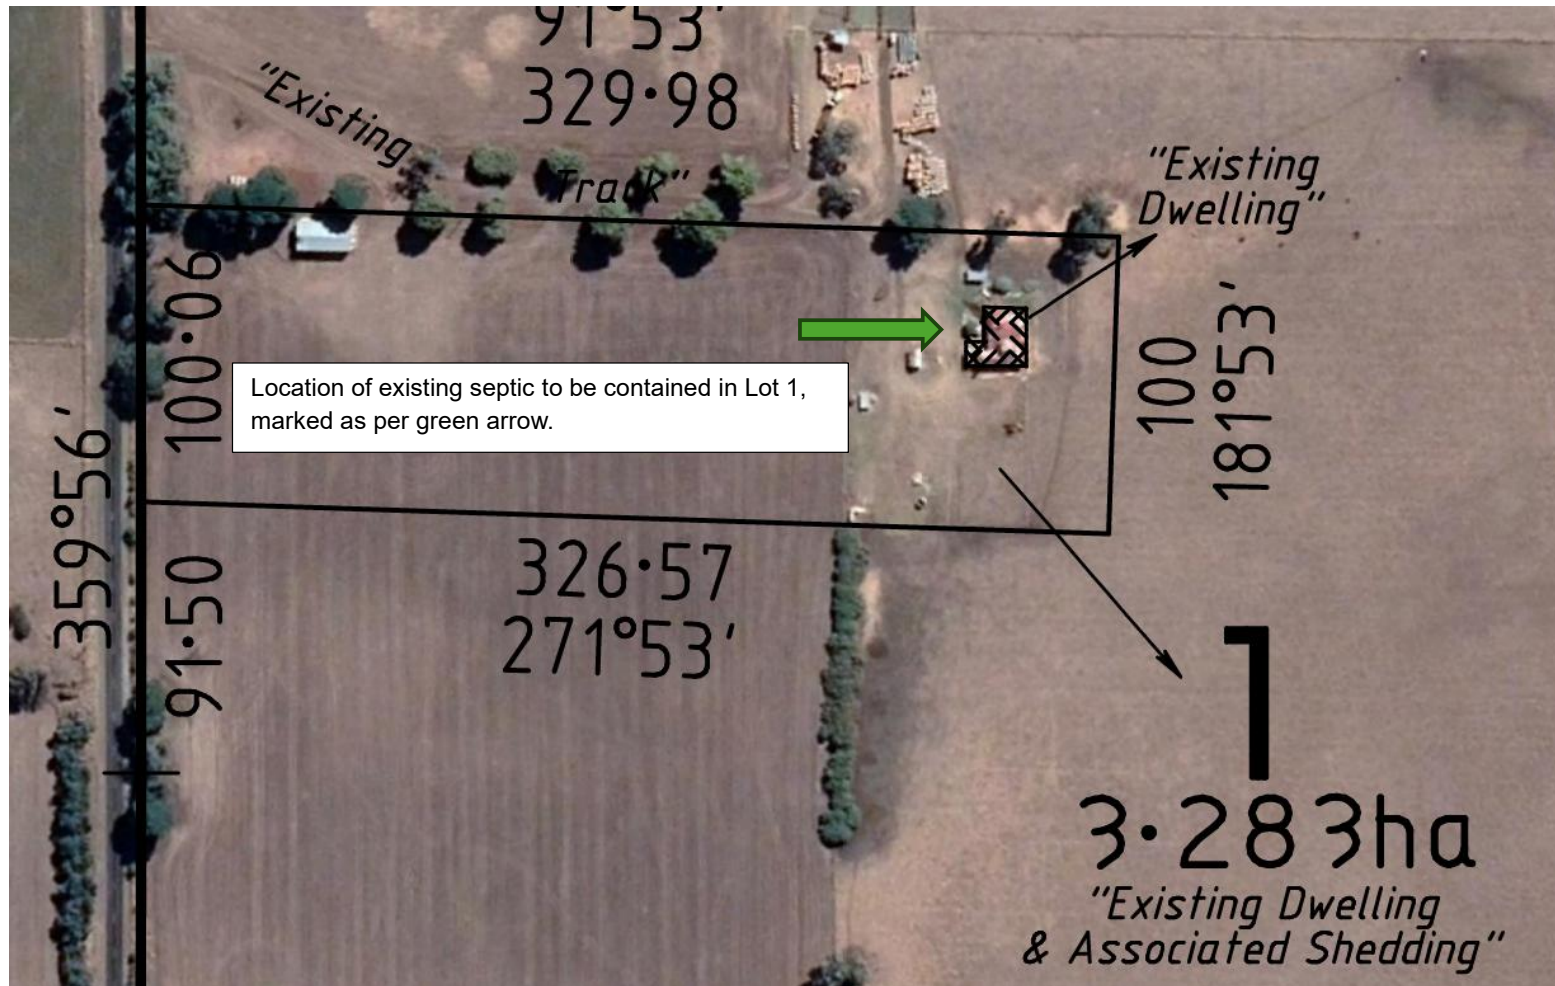 91°53'
329·98
"Existing
Track"
"Existing
Dwelling"
100·06
100
181°53'
Location of existing septic to be contained in Lot 1,
marked as per green arrow.
359°56'
91·50
326·57
271°53'
1
3·283ha
"Existing Dwelling
& Associated Shedding"